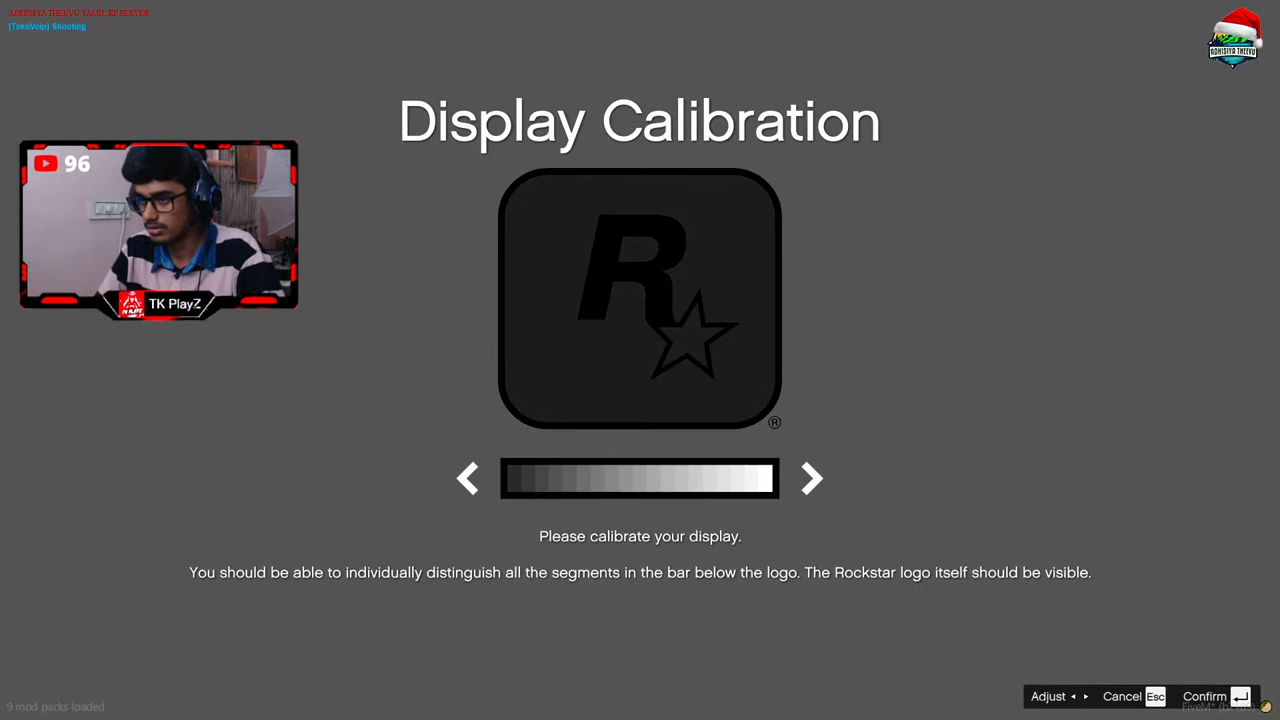 ADHISIYA THEEVU TAMIL RP SERVER
[TokoVoip] Shouting
ADHISIYA THEEVU
Display Calibration
96
TK PlayZ
R
®
Please calibrate your display.
You should be able to individually distinguish all the segments in the bar below the logo. The Rockstar logo itself should be visible.
Adjust Cancel Esc Confirm
9 mod packs loaded